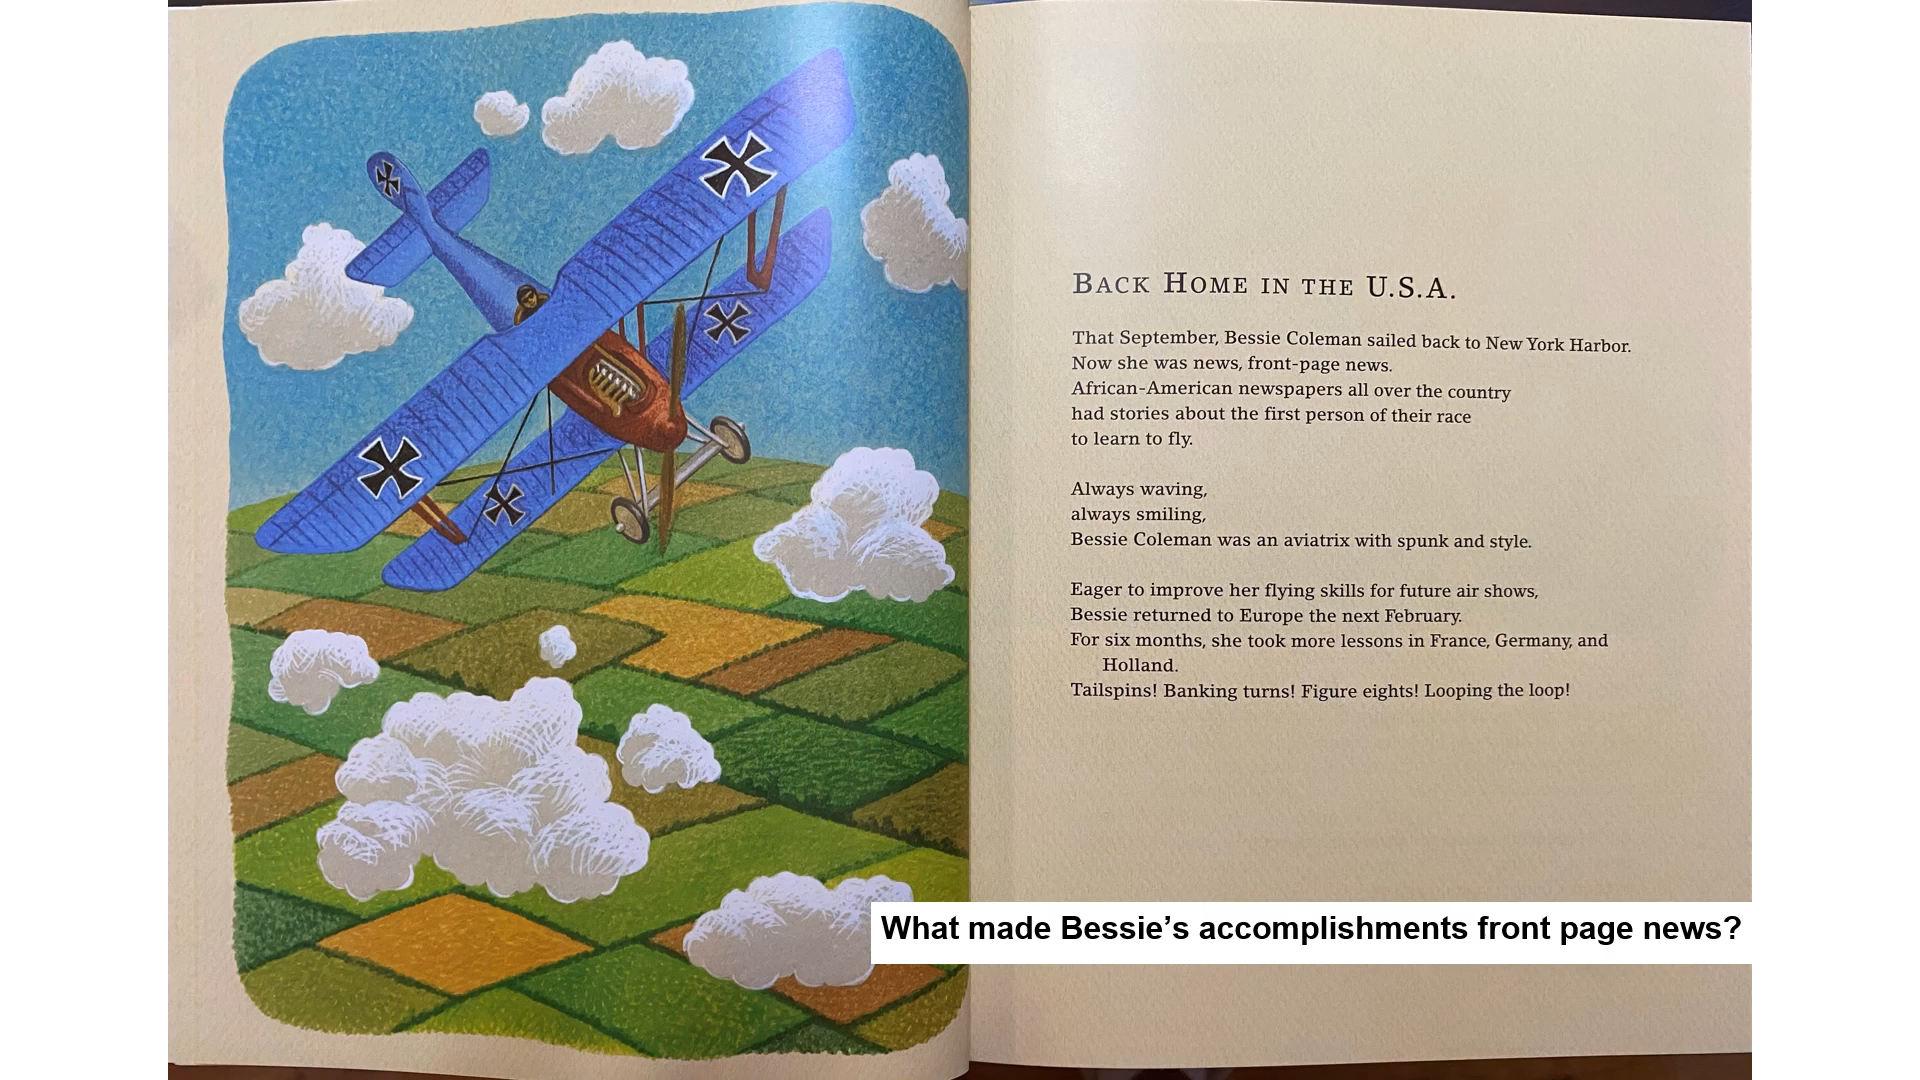 BACK HOME IN THE U.S.A.
That September, Bessie Coleman sailed back to New York Harbor.
Now she was news, front-page news.
African-American newspapers all over the country
had stories about the first person of their race
to learn to fly.
Always waving,
always smiling,
Bessie Coleman was an aviatrix with spunk and style.
Eager to improve her flying skills for future air shows,
Bessie returned to Europe the next February.
For six months, she took more lessons in France, Germany, and
Holland.
Tailspins! Banking turns! Figure eights! Looping the loop!
What made Bessie’s accomplishments front page news?